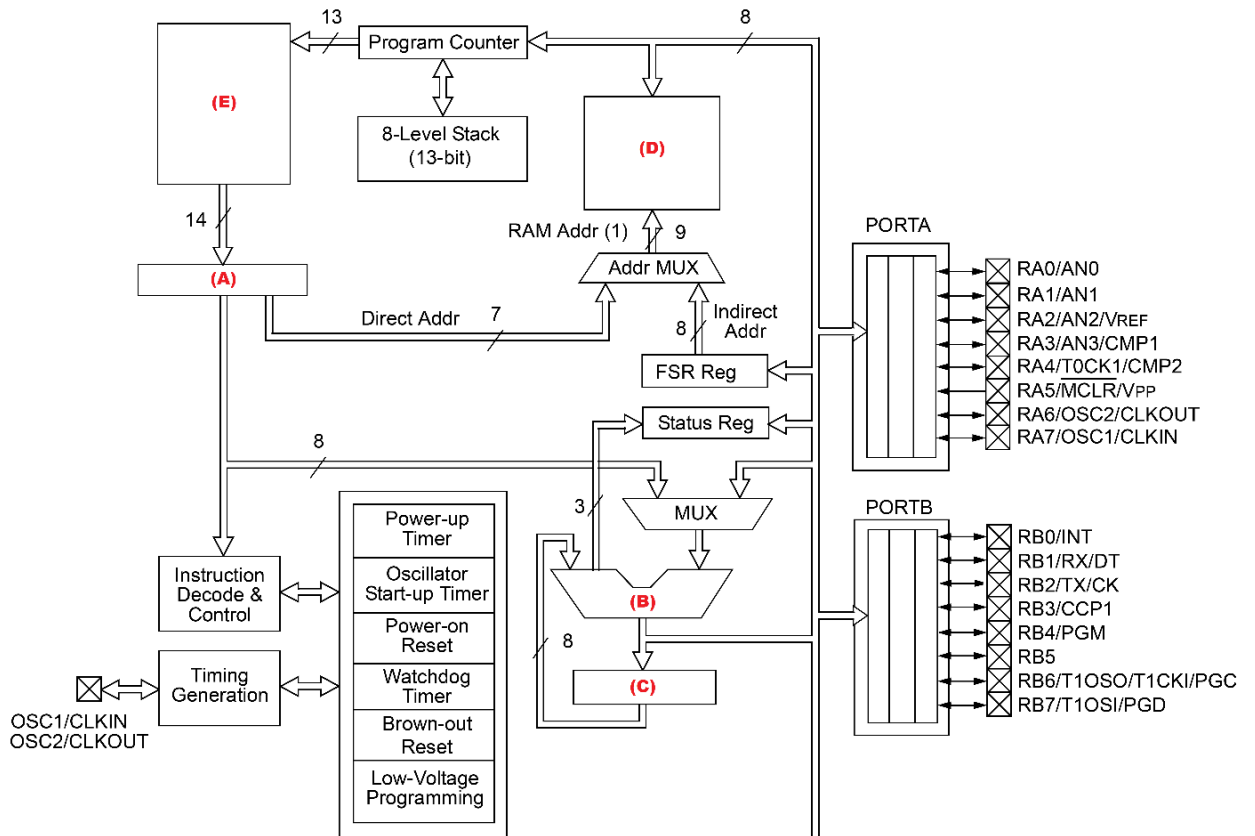 13
Program Counter
8
(E)
8-Level Stack
(13-bit)
(D)
14
RAM Addr (1)
9
PORTA
(A)
Addr MUX
RA0/AN0
RA1/AN1
Direct Addr
7
8
Indirect
Addr
RA2/AN2/VREF
RA3/AN3/CMP1
FSR Reg
RA4/T0CK1/CMP2
RA5/MCLR/VPP
Status Reg
RA6/OSC2/CLKOUT
RA7/OSC1/CLKIN
8
3
MUX
PORTB
Power-up
Timer
RB0/INT
RB1/RX/DT
Instruction
Decode &
Control
Oscillator
Start-up Timer
(B)
RB2/TX/CK
RB3/CCP1
Power-on
Reset
8
RB4/PGM
RB5
Timing
Generation
Watchdog
Timer
(C)
RB6/T1OSO/T1CKI/PGC
RB7/T1OSI/PGD
OSC1/CLKIN
OSC2/CLKOUT
Brown-out
Reset
Low-Voltage
Programming